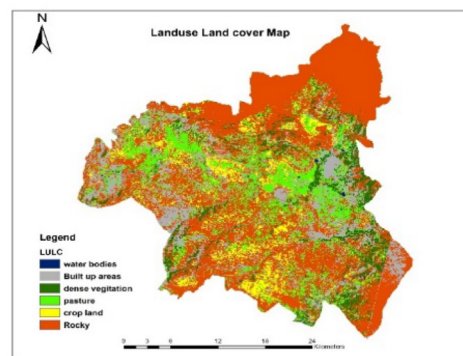 N
Landuse Land cover Map
Legend
LULC
water bodies
Built up areas
dense vegitation
pasture
crop land
Rocky
0 3 6 12 18 24
Kilometers